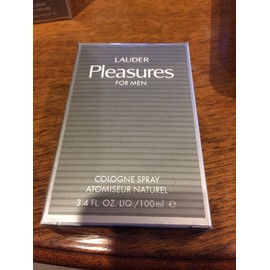 LAUDER
Pleasures
FOR MEN
COLOGNE SPRAY
ATOMISEUR NATUREL
3.4 FL. OZ. LIQ./100ml ℮